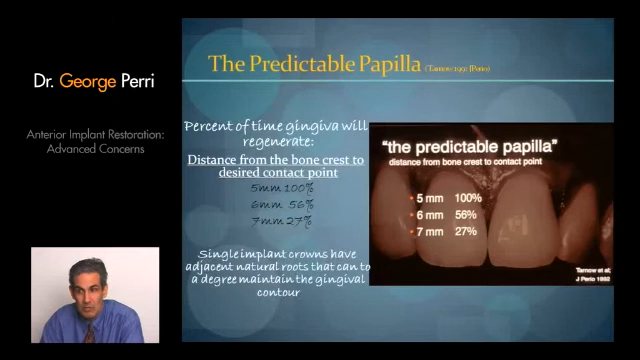 Dr. George Perri
Anterior Implant Restoration:
Advanced Concerns
The Predictable Papilla (Tarnow 1992 JPerio)
Percent of time gingiva will
regenerate:
Distance from the bone crest to
desired contact point
5mm 100%
6mm 56%
7mm 27%
Single implant crowns have
adjacent natural roots that can to
a degree maintain the gingival
contour
"the predictable papilla"
distance from bone crest to contact point
5 mm 100%
6 mm 56%
7 mm 27%
Tarnow et al:
J Perio 1992